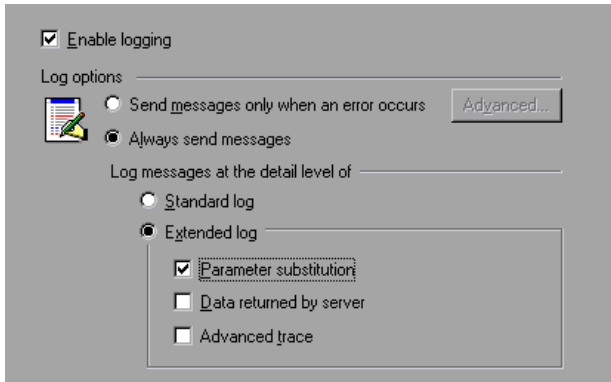 Enable logging
Log options
Send messages only when an error occurs
Advanced...
Always send messages
Log messages at the detail level of
Standard log
Extended log
Parameter substitution
Data returned by server
Advanced trace